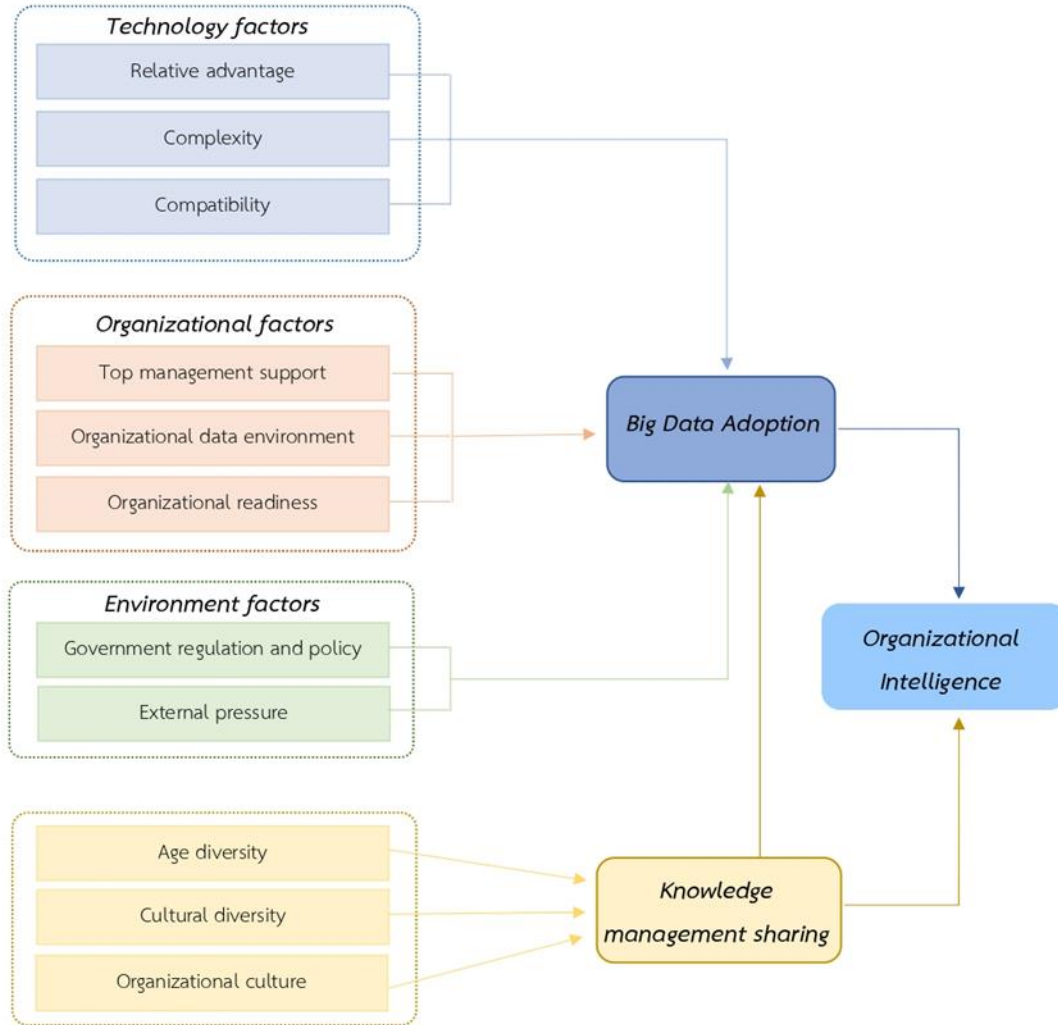 Technology factors
Relative advantage
Complexity
Compatibility
Organizational factors
Top management support
Organizational data environment
Organizational readiness
Big Data Adoption
Environment factors
Government regulation and policy
External pressure
Organizational
Intelligence
Age diversity
Cultural diversity
Organizational culture
Knowledge
management sharing